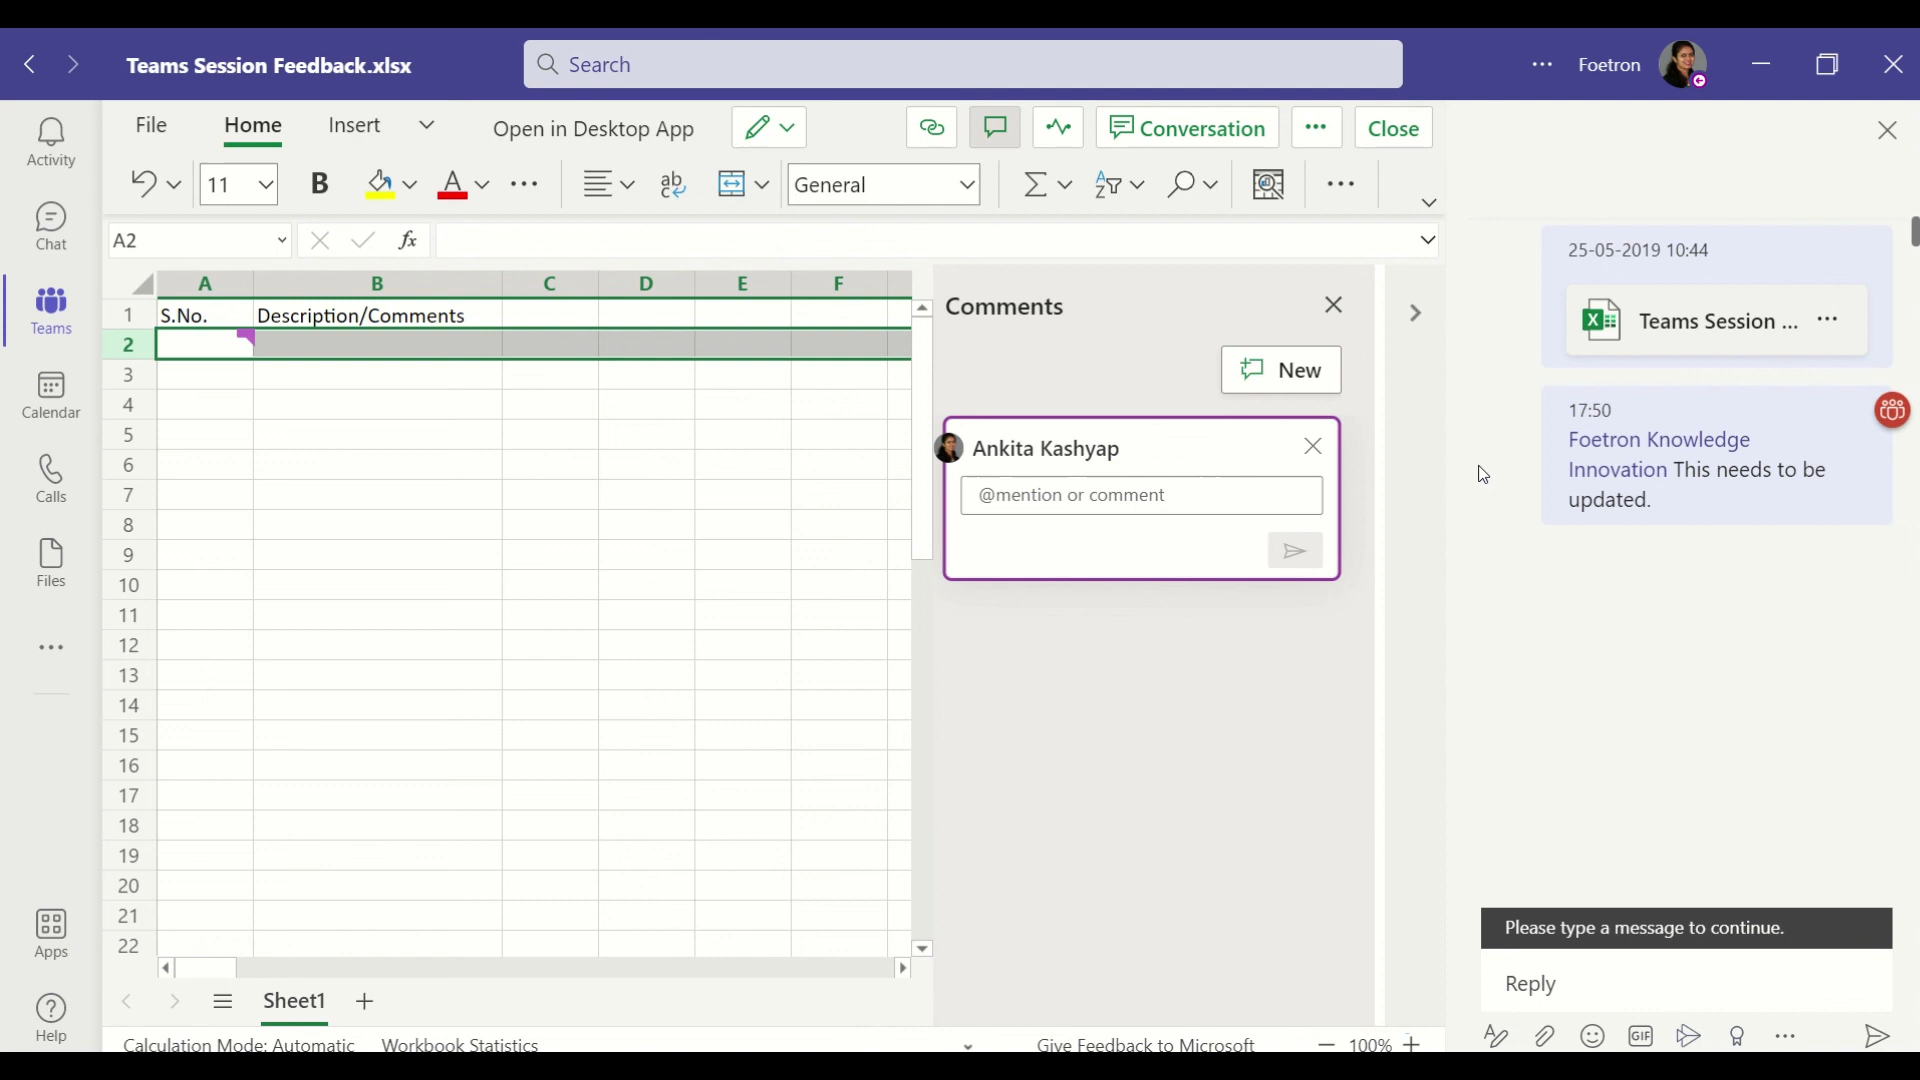 Teams Session Feedback.xlsx
Search
Foetron
Activity
Chat
Teams
Calendar
Calls
Files
Apps
Help
File
Home
Insert
Open in Desktop App
Conversation
Close
11
B
A
ab
c
General
A
Z
A2
fx
A
B
C
D
E
F
1
S.No.
Description/Comments
2
3
4
5
6
7
8
9
10
11
12
13
14
15
16
17
18
19
20
21
22
Sheet1
Calculation Mode: Automatic
Workbook Statistics
Give Feedback to Microsoft
100%
Comments
New
Ankita Kashyap
@mention or comment
25-05-2019 10:44
Teams Session ...
17:50
Foetron Knowledge
Innovation This needs to be
updated.
Please type a message to continue.
Reply
GIF